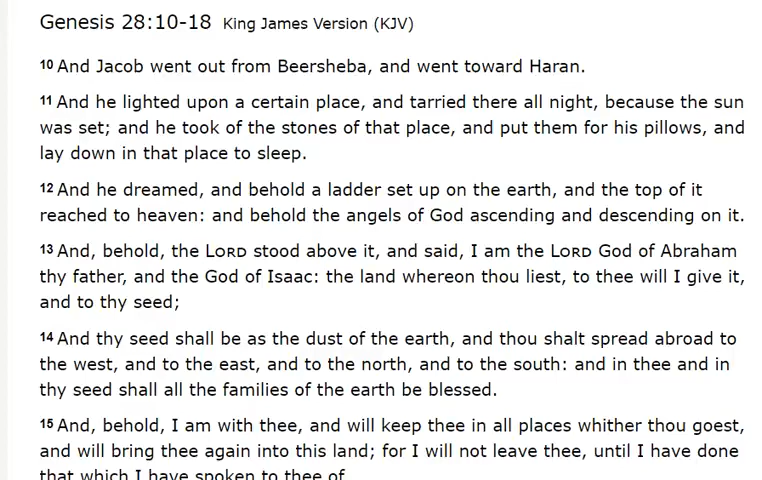 Genesis 28:10-18 King James Version (KJV)
10 And Jacob went out from Beersheba, and went toward Haran.
11 And he lighted upon a certain place, and tarried there all night, because the sun
was set; and he took of the stones of that place, and put them for his pillows, and
lay down in that place to sleep.
12 And he dreamed, and behold a ladder set up on the earth, and the top of it
reached to heaven: and behold the angels of God ascending and descending on it.
13 And, behold, the LORD stood above it, and said, I am the LORD God of Abraham
thy father, and the God of Isaac: the land whereon thou liest, to thee will I give it,
and to thy seed;
14 And thy seed shall be as the dust of the earth, and thou shalt spread abroad to
the west, and to the east, and to the north, and to the south: and in thee and in
thy seed shall all the families of the earth be blessed.
15 And, behold, I am with thee, and will keep thee in all places whither thou goest,
and will bring thee again into this land; for I will not leave thee, until I have done
that which I have spoken to thee of